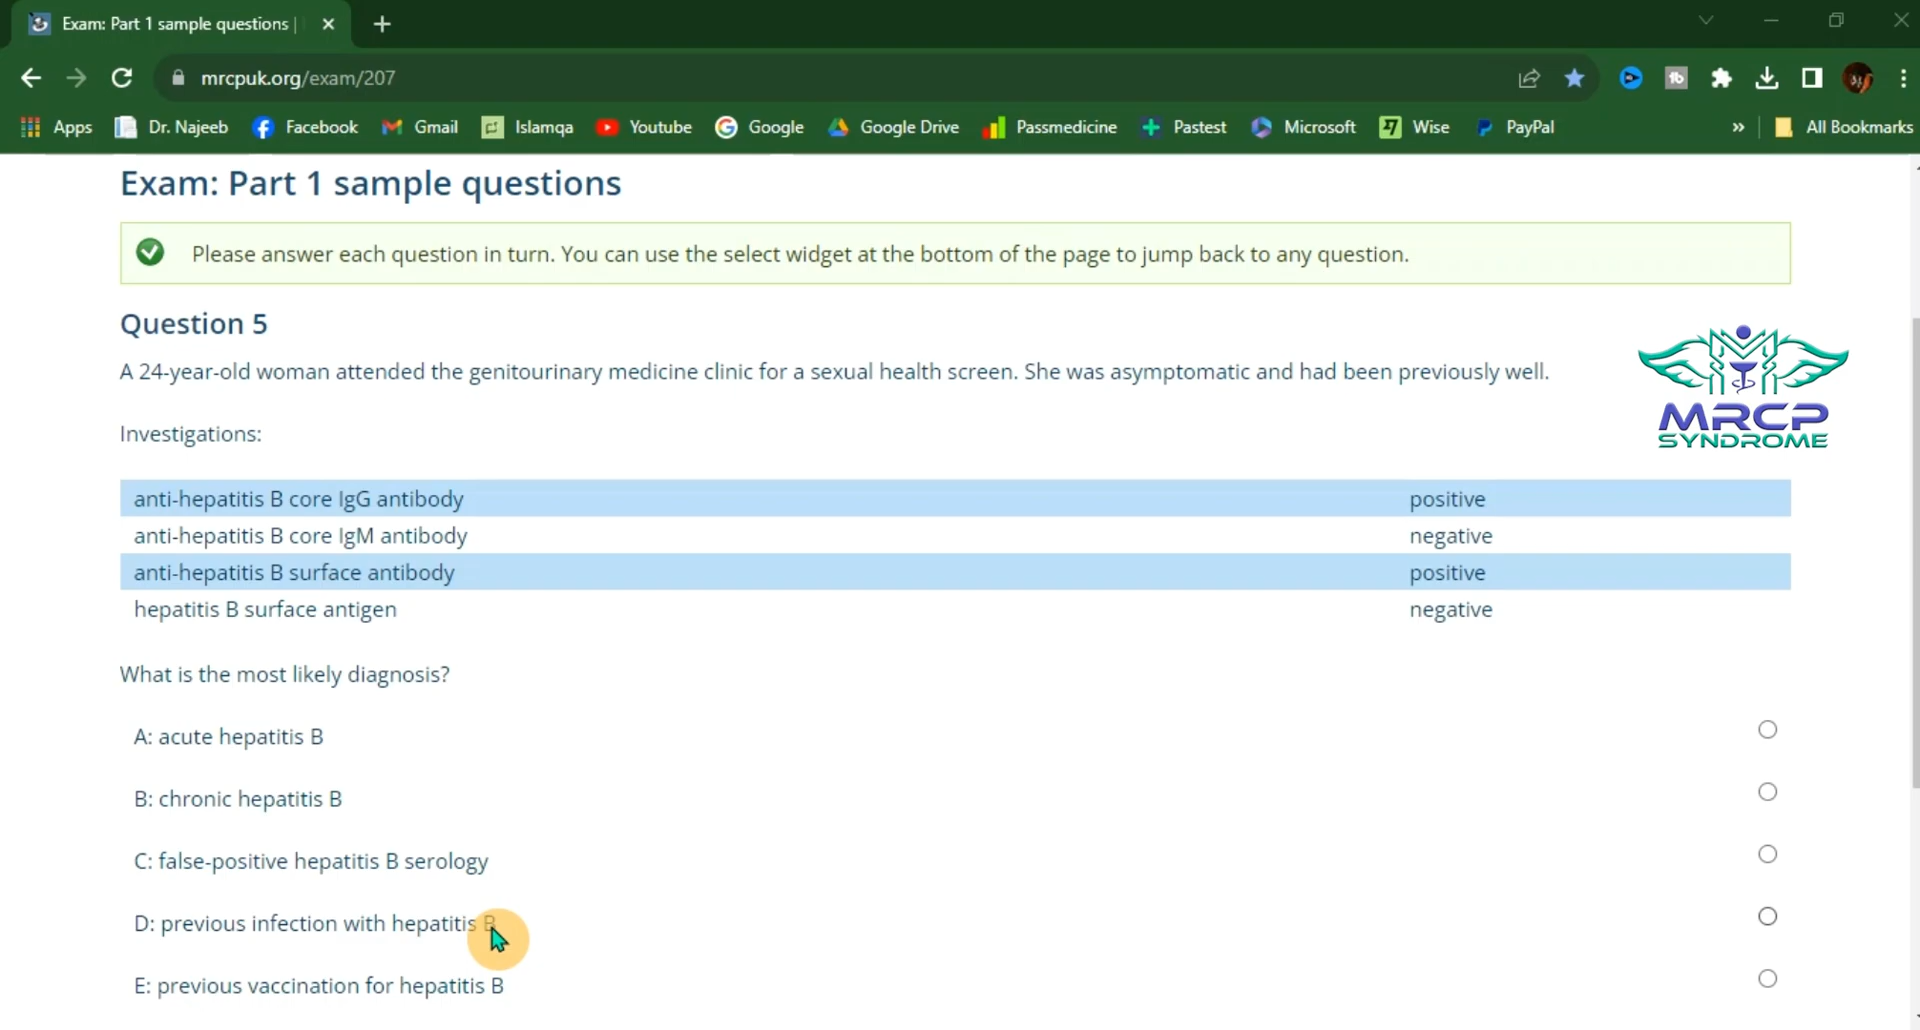 Exam: Part 1 sample questions |
mrcpuk.org/exam/207
Apps Dr. Najeeb Facebook Gmail Islamqa Youtube Google Google Drive Passmedicine Pastest Microsoft Wise PayPal » All Bookmarks
Exam: Part 1 sample questions
Please answer each question in turn. You can use the select widget at the bottom of the page to jump back to any question.
Question 5
A 24-year-old woman attended the genitourinary medicine clinic for a sexual health screen. She was asymptomatic and had been previously well.
MRCP
SYNDROME
Investigations:
anti-hepatitis B core IgG antibody positive
anti-hepatitis B core IgM antibody negative
anti-hepatitis B surface antibody positive
hepatitis B surface antigen negative
What is the most likely diagnosis?
A: acute hepatitis B
B: chronic hepatitis B
C: false-positive hepatitis B serology
D: previous infection with hepatitis B
E: previous vaccination for hepatitis B